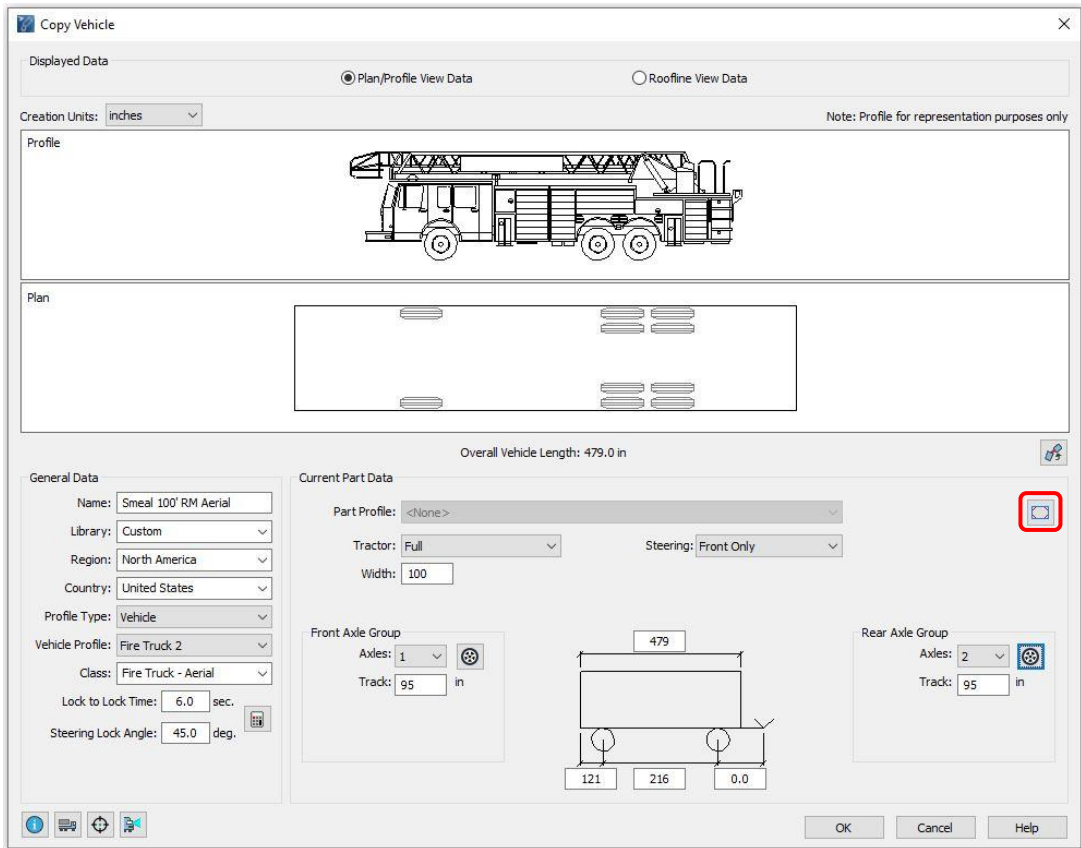 Copy Vehicle
Displayed Data
Plan/Profile View Data
Roofline View Data
Creation Units: inches
Note: Profile for representation purposes only
Profile
Plan
Overall Vehicle Length: 479.0 in
General Data
Name: Smeal 100' RM Aerial
Library: Custom
Region: North America
Country: United States
Profile Type: Vehicle
Vehicle Profile: Fire Truck 2
Class: Fire Truck - Aerial
Lock to Lock Time: 6.0 sec.
Steering Lock Angle: 45.0 deg.
Current Part Data
Part Profile: <None>
Tractor: Full
Steering: Front Only
Width: 100
Front Axle Group
Axles: 1
Track: 95 in
479
121
216
0.0
Rear Axle Group
Axles: 2
Track: 95 in
OK
Cancel
Help